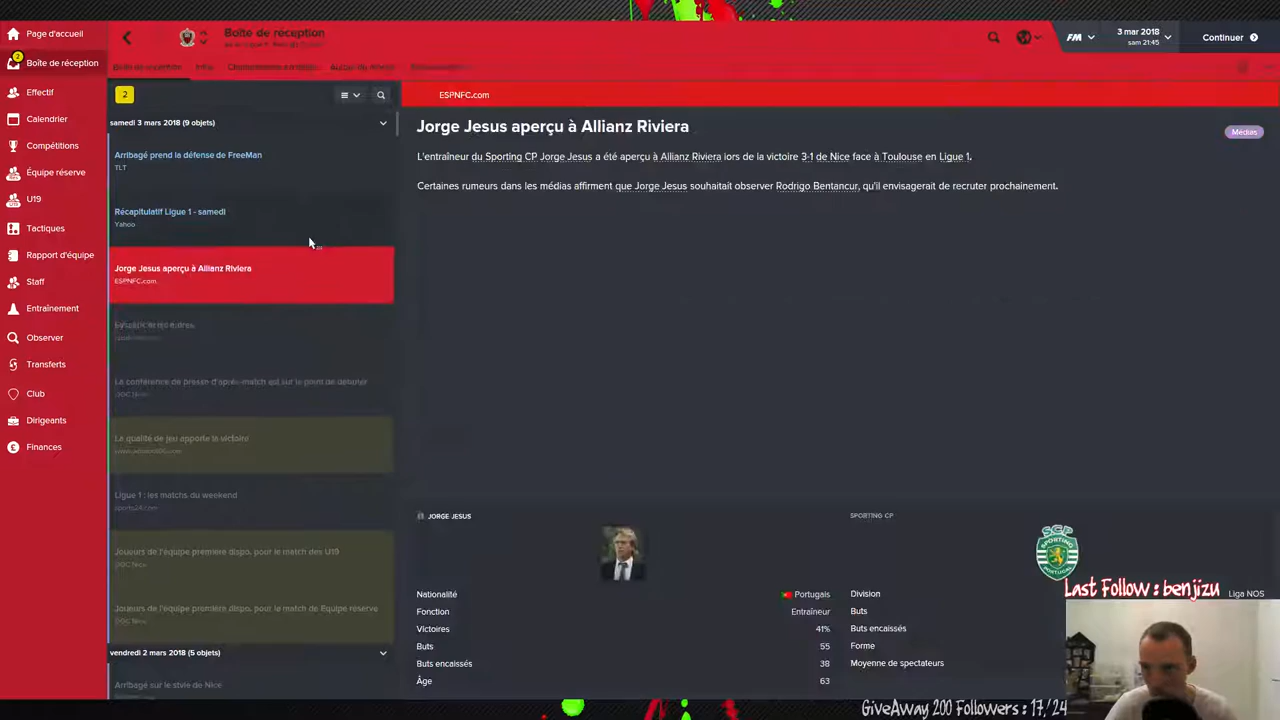 Page d'accueil
2
Boîte de réception
Effectif
Calendrier
Compétitions
Équipe réserve
U19
Tactiques
Rapport d'équipe
Staff
Entraînement
Observer
Transferts
Club
Dirigeants
Finances
Boîte de réception
FM
3 mar 2018
sam 21:45
Continuer
2
samedi 3 mars 2018 (9 objets)
Arribagé prend la défense de FreeMan
TLT
Récapitulatif Ligue 1 - samedi
Yahoo
Jorge Jesus aperçu à Allianz Riviera
ESPNFC.com
La conférence de presse d'après-match est sur le point de débuter
La qualité de jeu apporte la victoire
Ligue 1 : les matchs du weekend
Joueurs de l'équipe première dispo. pour le match des U19
Joueurs de l'équipe première dispo. pour le match de Équipe réserve
vendredi 2 mars 2018 (5 objets)
Arribagé sur le style de Nice
ESPNFC.com
Jorge Jesus aperçu à Allianz Riviera
Médias
L'entraîneur du Sporting CP Jorge Jesus a été aperçu à Allianz Riviera lors de la victoire 3-1 de Nice face à Toulouse en Ligue 1.
Certaines rumeurs dans les médias affirment que Jorge Jesus souhaitait observer Rodrigo Bentancur, qu'il envisagerait de recruter prochainement.
JORGE JESUS
Nationalité Portugais
Fonction Entraîneur
Victoires 41%
Buts 55
Buts encaissés 38
Âge 63
SPORTING CP
SCP
SPORTING
PORTUGAL
Division Liga NOS
Buts
Buts encaissés
Forme
Moyenne de spectateurs
Last Follow : benjizu
GiveAway 200 Followers : 17/24